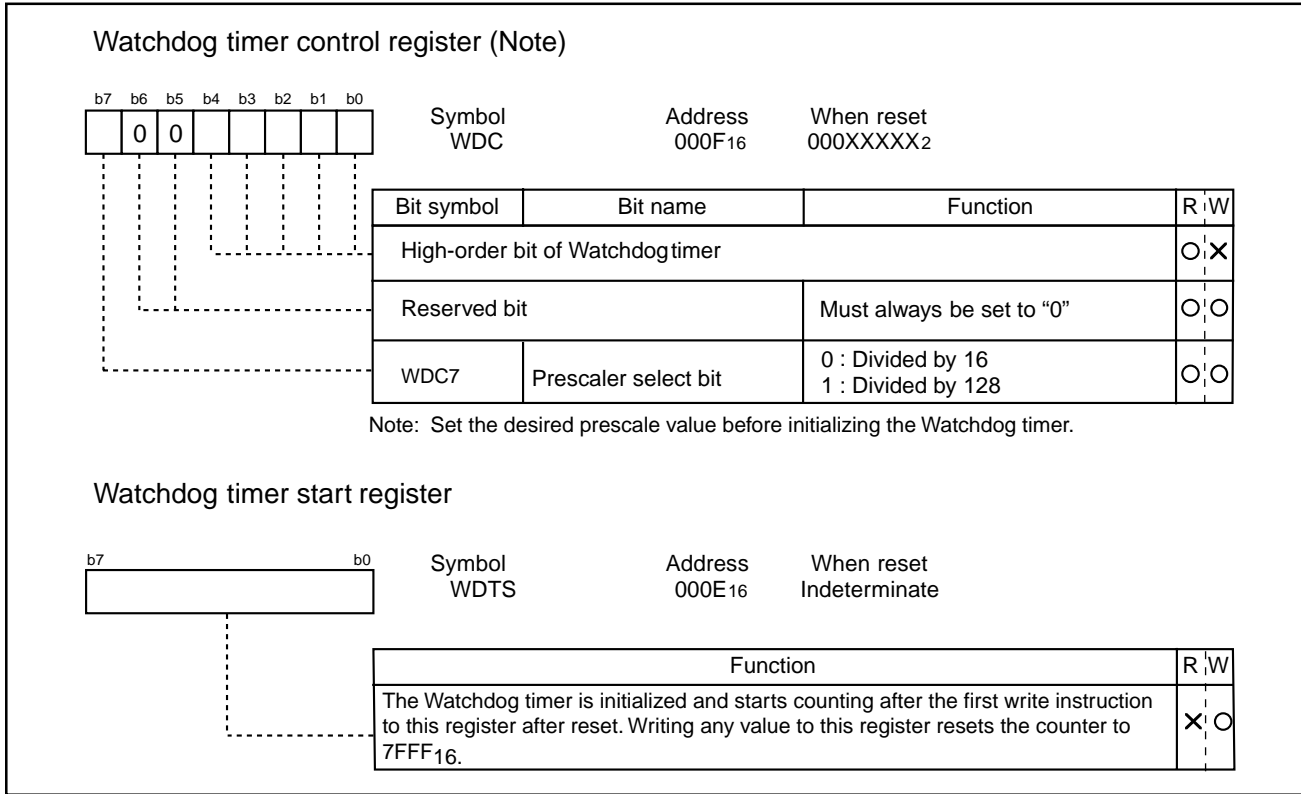 Watchdog timer control register (Note)
b7 b6 b5 b4 b3 b2 b1 b0
0 0
Symbol Address When reset
WDC 000F16 000XXXXX2
Bit symbol Bit name Function R W
High-order bit of Watchdog timer
Reserved bit Must always be set to “0”
WDC7 Prescaler select bit 0 : Divided by 16
1 : Divided by 128
Note: Set the desired prescale value before initializing the Watchdog timer.
Watchdog timer start register
b7 b0
Symbol Address When reset
WDTS 000E16 Indeterminate
Function R W
The Watchdog timer is initialized and starts counting after the first write instruction
to this register after reset. Writing any value to this register resets the counter to
7FFF16.